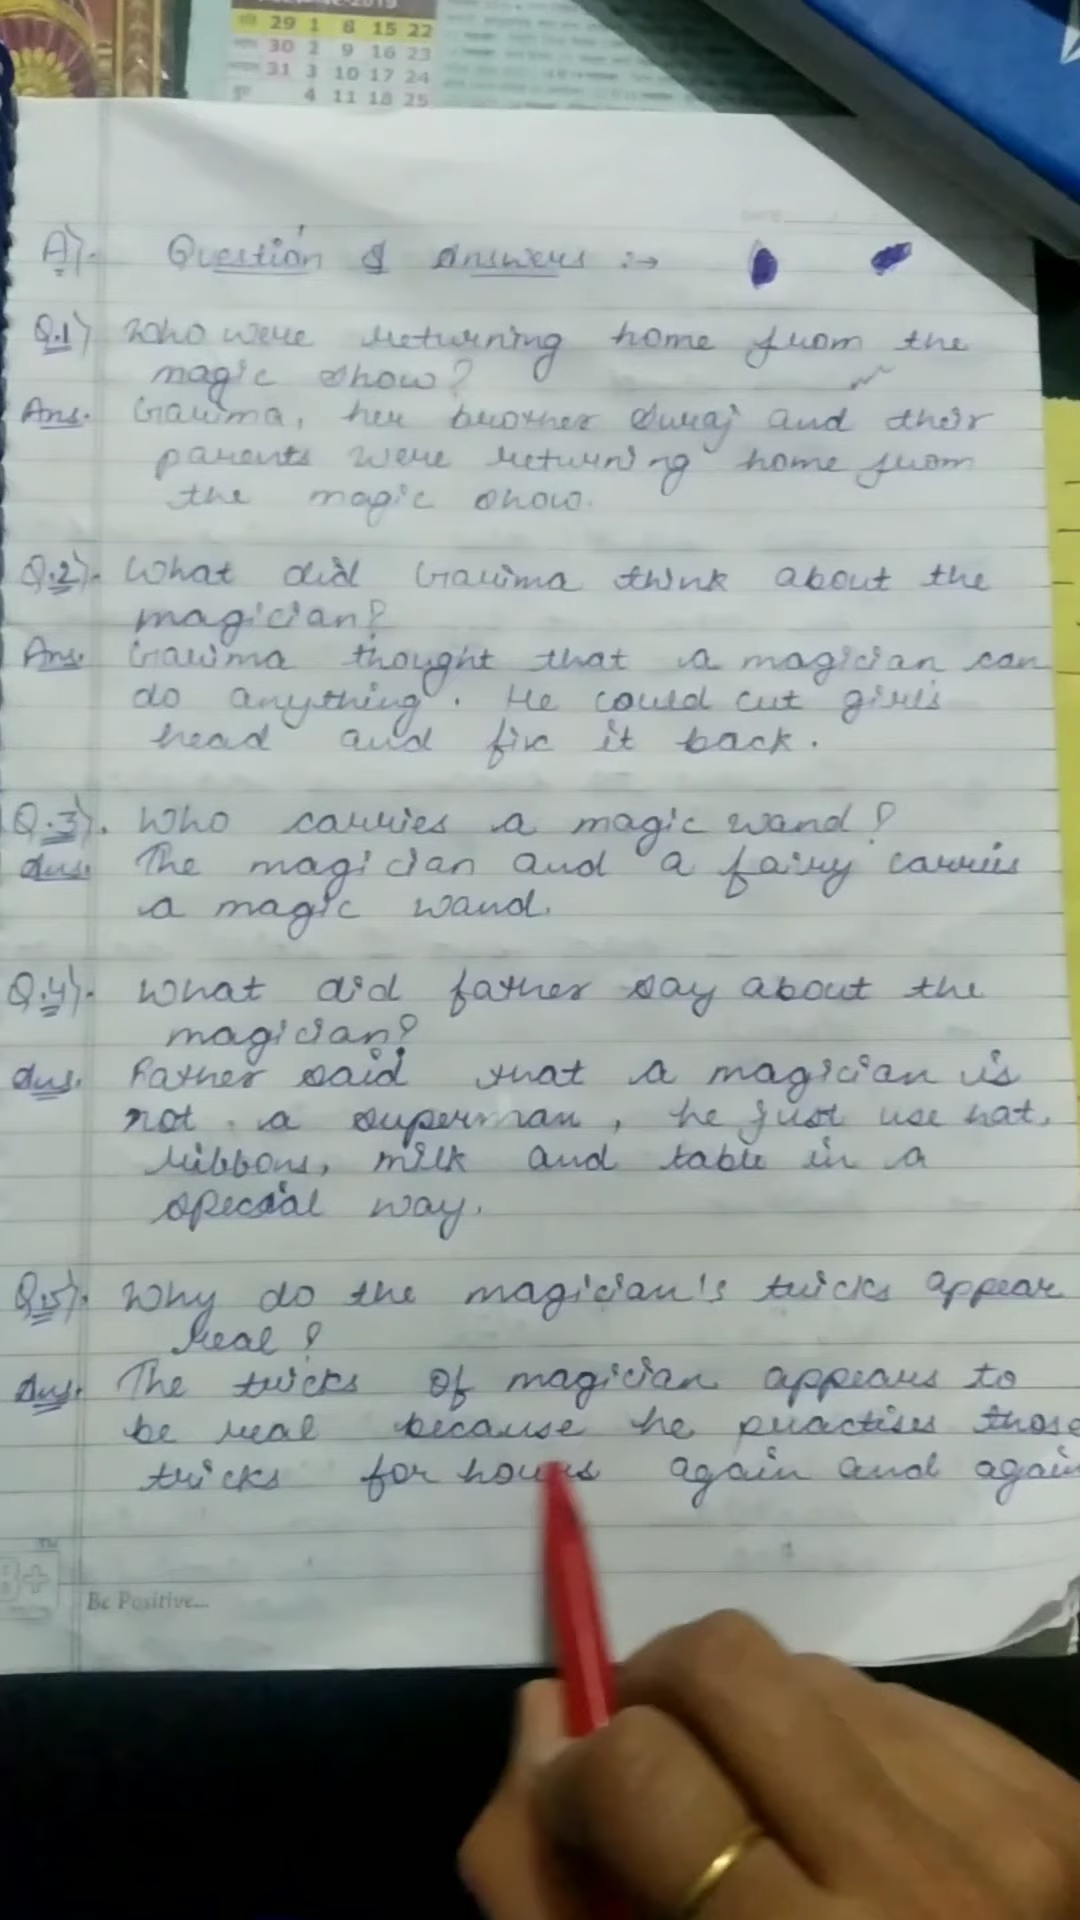 29 1 8 15 22
30 2 9 16 23
31 3 10 17 24
4 11 18 25
A). Question & Answers :→
Q.1) Who were returning home from the
magic show?
Ans. Garima, her brother Suraj and their
parents were returning home from
the magic show.
Q.2). What did Garima think about the
magician?
Ans. Garima thought that a magician can
do anything. He could cut girl's
head and fix it back.
Q.3). Who carries a magic wand?
Ans. The magician and a fairy carries
a magic wand.
Q.4). What did father say about the
magician?
Ans. Father said that a magician is
not a superman, he just use hat,
ribbons, milk and table in a
special way.
Q.5). Why do the magician's tricks appear
real?
Ans. The tricks of magician appears to
be real because he practises those
tricks for hours again and again
Be Positive...